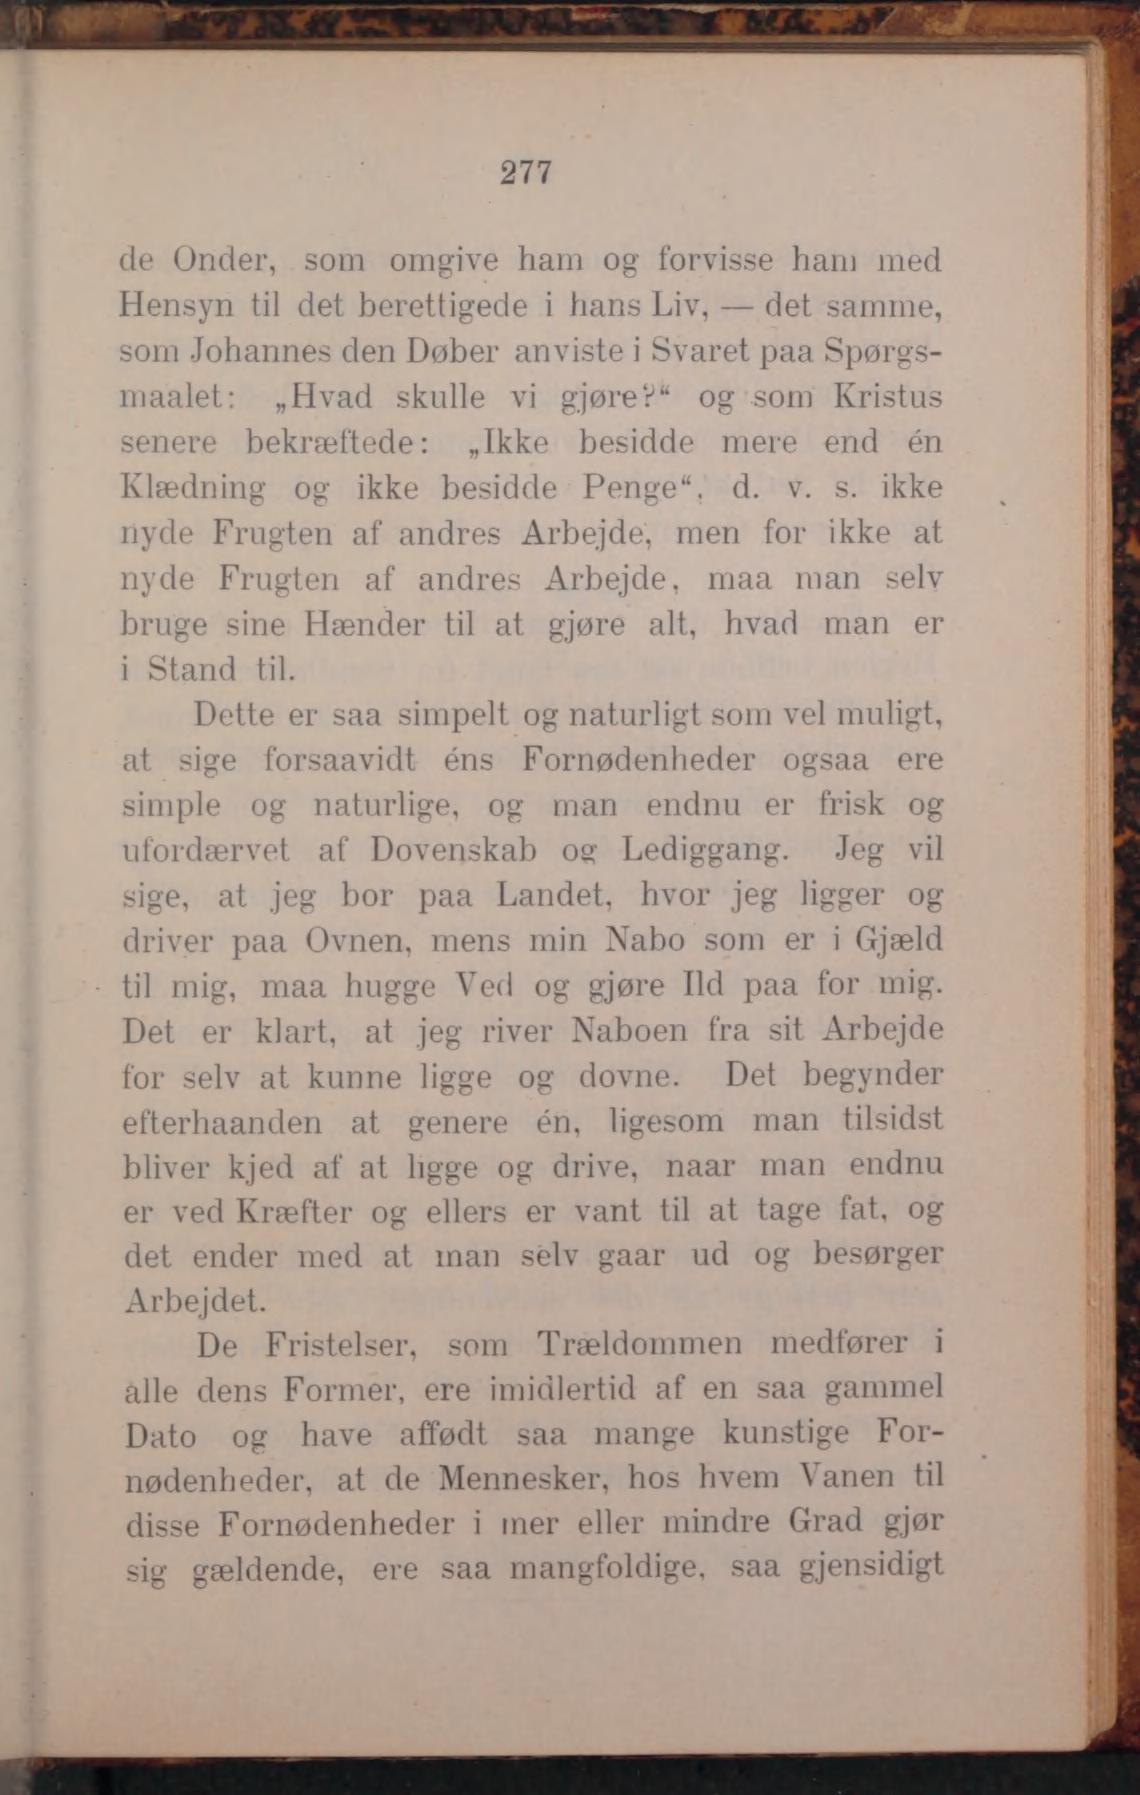 277
de Onder, som omgive ham og forvisse ham med
Hensyn til det berettigede i hans Liv, — det samme,
som Johannes den Døber anviste i Svaret paa Spørgs-
maalet: „Hvad skulle vi gjøre?“ og som Kristus
senere bekræftede: „Ikke besidde mere end én
Klædning og ikke besidde Penge“, d. v. s. ikke
nyde Frugten af andres Arbejde, men for ikke at
nyde Frugten af andres Arbejde, maa man selv
bruge sine Hænder til at gjøre alt, hvad man er
i Stand til.
Dette er saa simpelt og naturligt som vel muligt,
at sige forsaavidt éns Fornødenheder ogsaa ere
simple og naturlige, og man endnu er frisk og
ufordærvet af Dovenskab og Lediggang. Jeg vil
sige, at jeg bor paa Landet, hvor jeg ligger og
driver paa Ovnen, mens min Nabo som er i Gjæld
til mig, maa hugge Ved og gjøre Ild paa for mig.
Det er klart, at jeg river Naboen fra sit Arbejde
for selv at kunne ligge og dovne. Det begynder
efterhaanden at genere én, ligesom man tilsidst
bliver kjed af at ligge og drive, naar man endnu
er ved Kræfter og ellers er vant til at tage fat, og
det ender med at man selv gaar ud og besørger
Arbejdet.
De Fristelser, som Trældommen medfører i
alle dens Former, ere imidlertid af en saa gammel
Dato og have affødt saa mange kunstige For-
nødenheder, at de Mennesker, hos hvem Vanen til
disse Fornødenheder i mer eller mindre Grad gjør
sig gældende, ere saa mangfoldige, saa gjensidigt